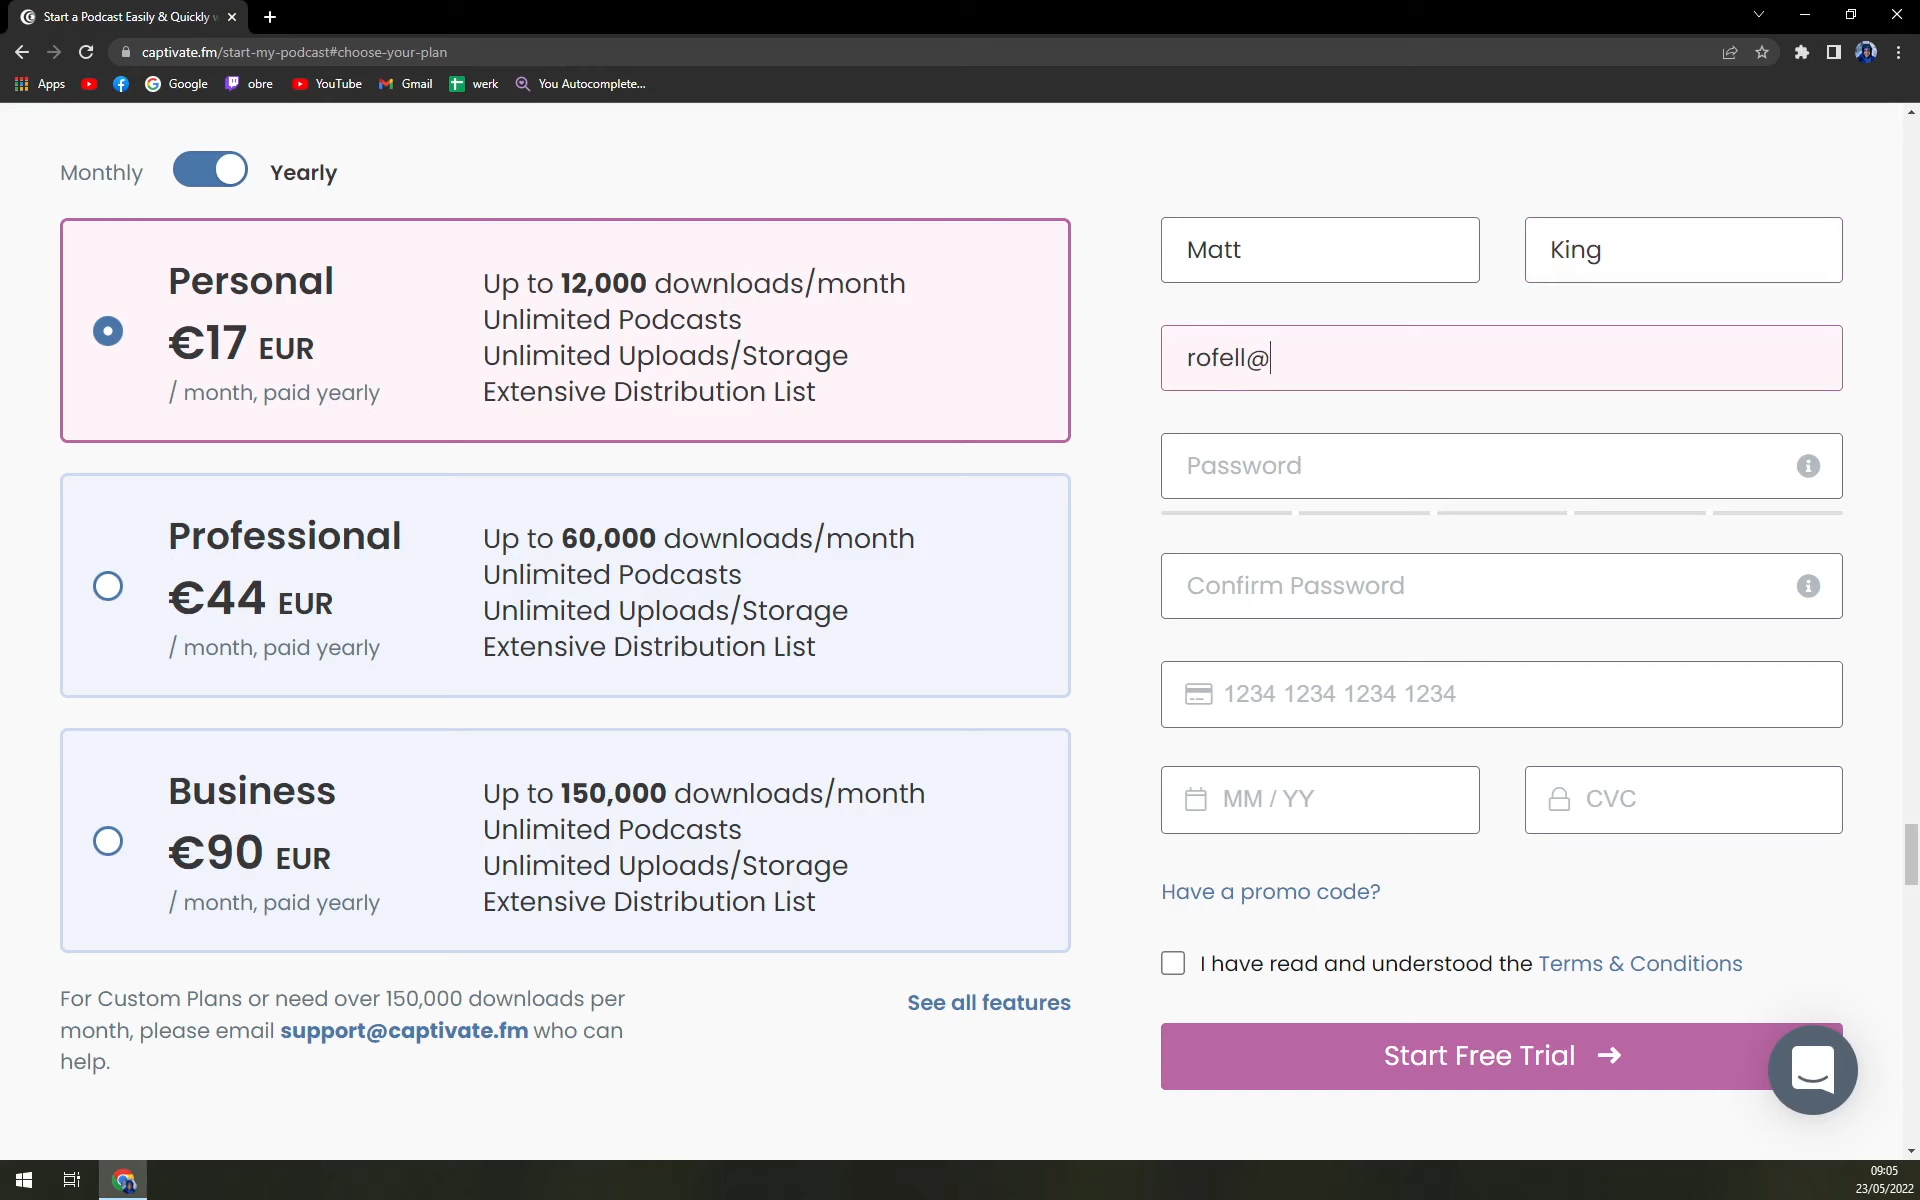 Start a Podcast Easily & Quickly w
captivate.fm/start-my-podcast#choose-your-plan
Apps
Google
obre
YouTube
Gmail
werk
You Autocomplete...
Monthly
Yearly
Personal
€17 EUR
/ month, paid yearly
Up to 12,000 downloads/month
Unlimited Podcasts
Unlimited Uploads/Storage
Extensive Distribution List
Professional
€44 EUR
/ month, paid yearly
Up to 60,000 downloads/month
Unlimited Podcasts
Unlimited Uploads/Storage
Extensive Distribution List
Business
€90 EUR
/ month, paid yearly
Up to 150,000 downloads/month
Unlimited Podcasts
Unlimited Uploads/Storage
Extensive Distribution List
For Custom Plans or need over 150,000 downloads per
month, please email support@captivate.fm who can
help.
See all features
Matt
King
rofell@
Password
Confirm Password
1234 1234 1234 1234
MM / YY
CVC
Have a promo code?
I have read and understood the Terms & Conditions
Start Free Trial
09:05
23/05/2022